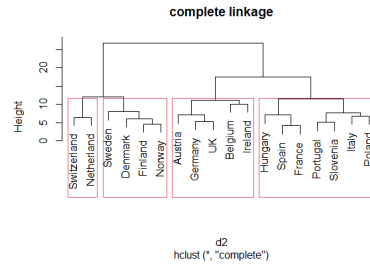 complete linkage
Height
0 5 10 20
Switzerland
Netherland
Sweden
Denmark
Finland
Norway
Austria
Germany
UK
Belgium
Ireland
Hungary
Spain
France
Portugal
Slovenia
Italy
Poland
d2
hclust (*, "complete")